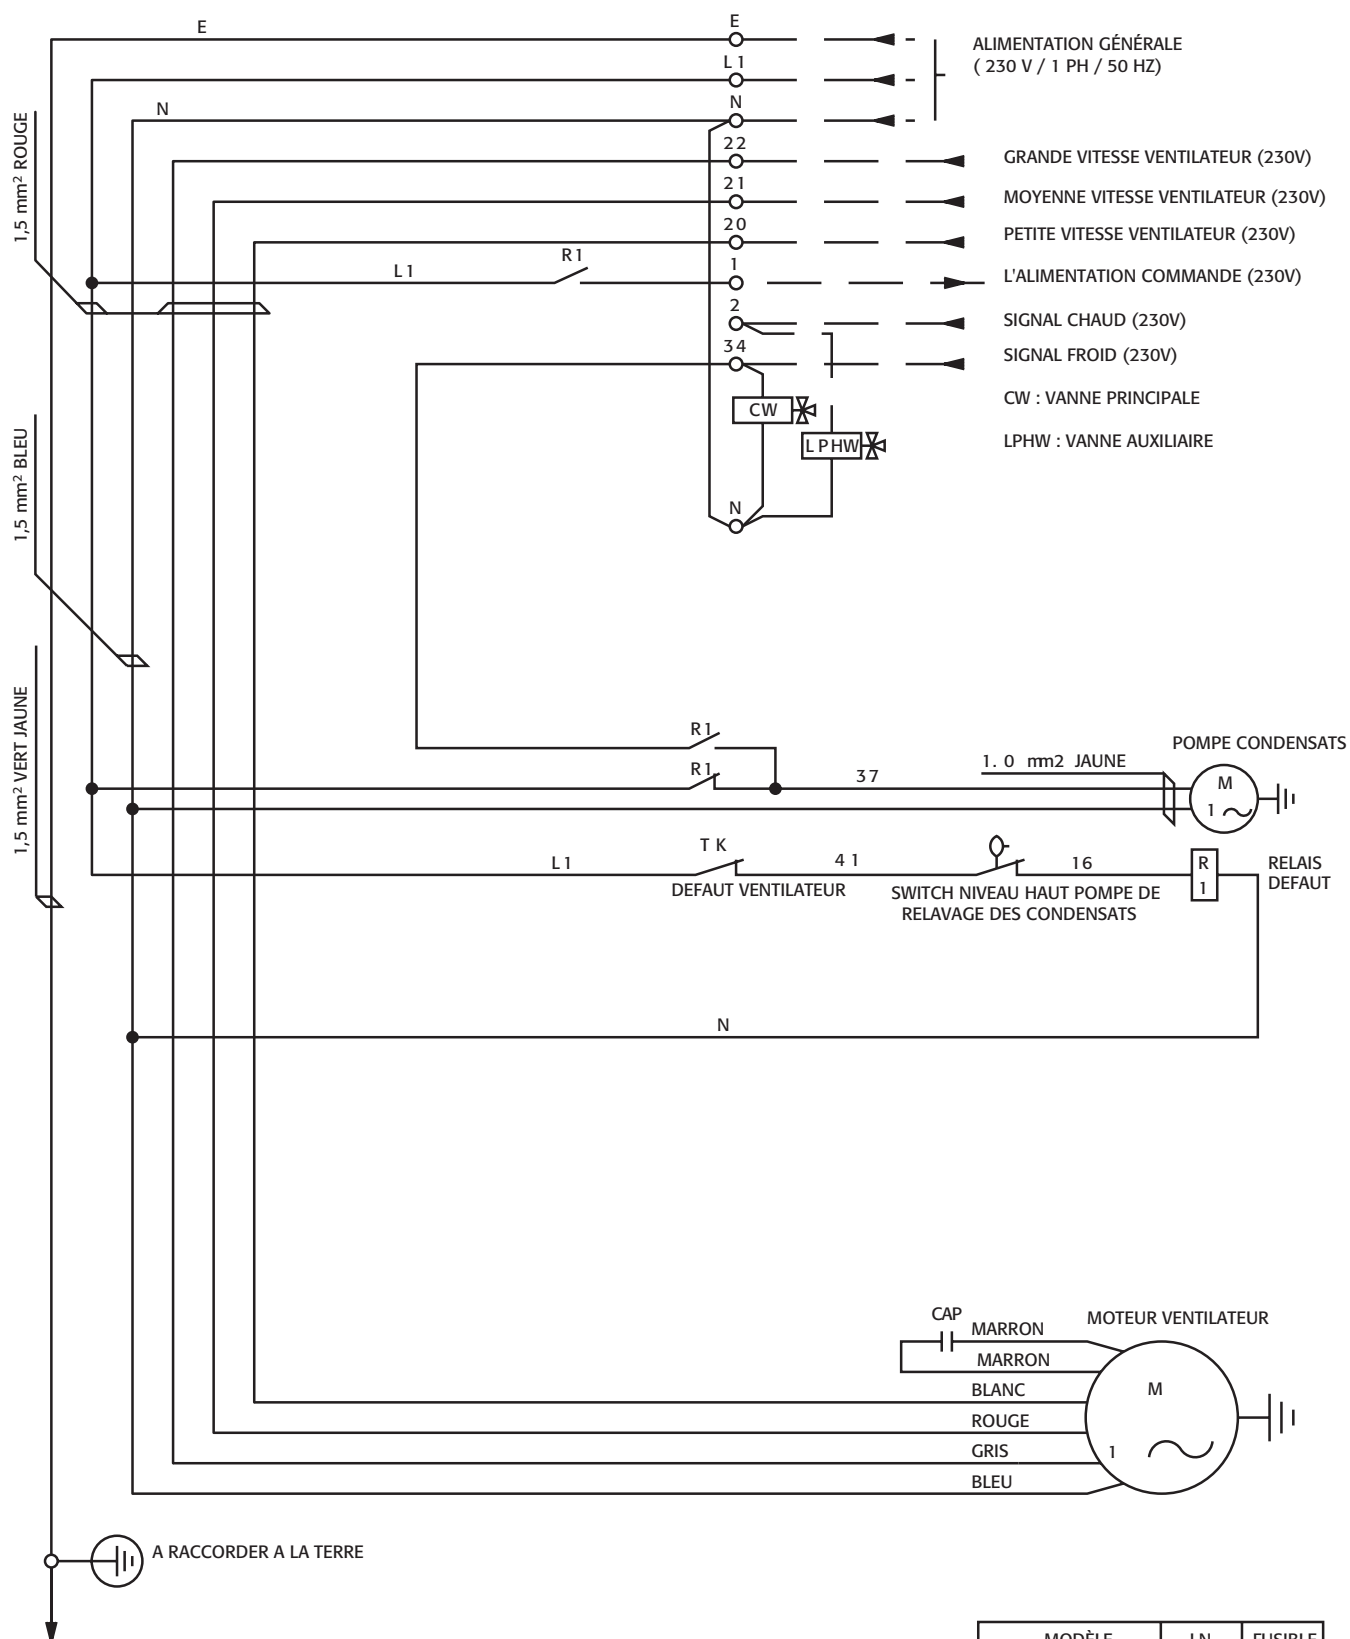 E
E
ALIMENTATION GÉNÉRALE
( 230 V / 1 PH / 50 HZ)
L1
N
N
22
GRANDE VITESSE VENTILATEUR (230V)
21
MOYENNE VITESSE VENTILATEUR (230V)
20
PETITE VITESSE VENTILATEUR (230V)
1,5 mm² ROUGE
L1
R1
1
L'ALIMENTATION COMMANDE (230V)
2
SIGNAL CHAUD (230V)
34
SIGNAL FROID (230V)
CW
CW : VANNE PRINCIPALE
LPHW
LPHW : VANNE AUXILIAIRE
1,5 mm² BLEU
N
1,5 mm² VERT JAUNE
R1
POMPE CONDENSATS
R1
37
1.0 mm2 JAUNE
M
1
L1
TK
41
16
R
1
RELAIS
DEFAUT
DEFAUT VENTILATEUR
SWITCH NIVEAU HAUT POMPE DE
RELAVAGE DES CONDENSATS
N
CAP
MOTEUR VENTILATEUR
MARRON
MARRON
BLANC
M
ROUGE
GRIS
1
BLEU
A RACCORDER A LA TERRE
MODÈLE
LN
FUSIBLE